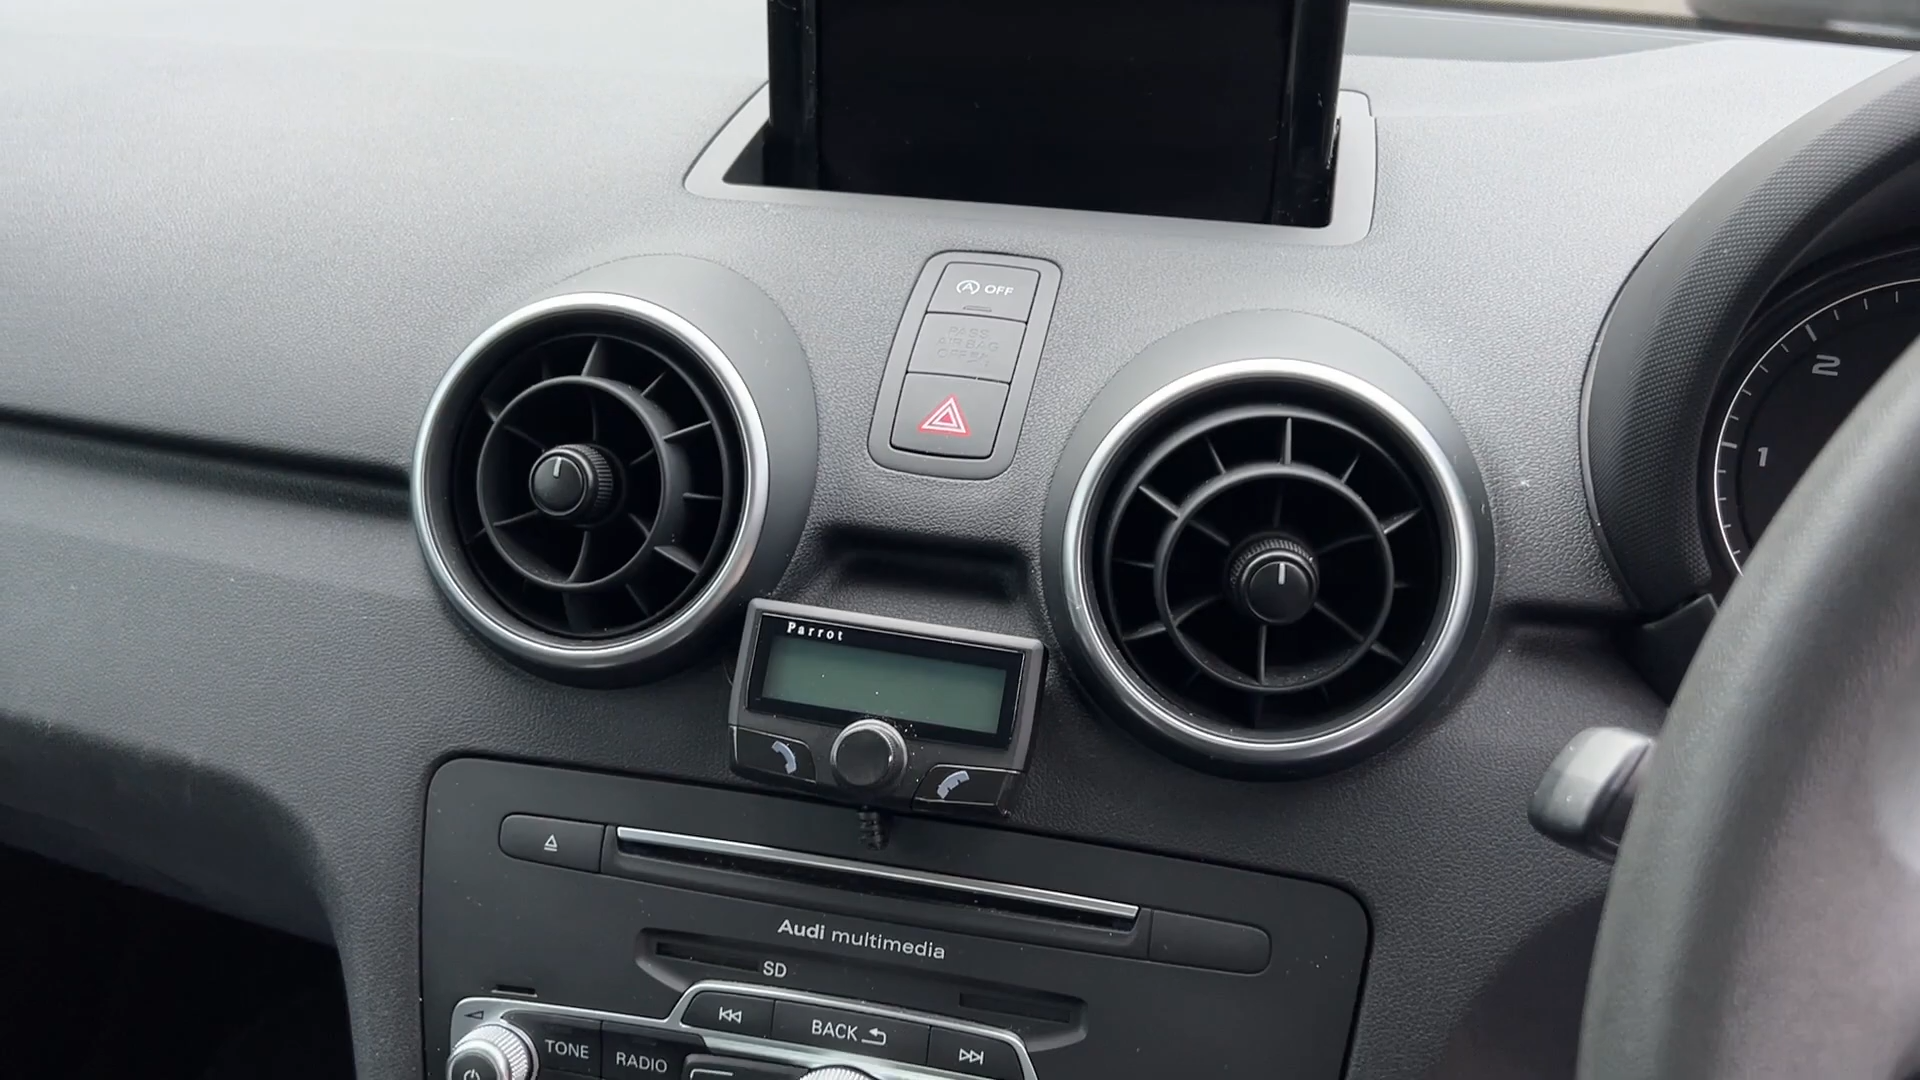 OFF
PASS
AIR BAG
OFF
2
1
Parrot
Audi multimedia
SD
BACK
TONE
RADIO